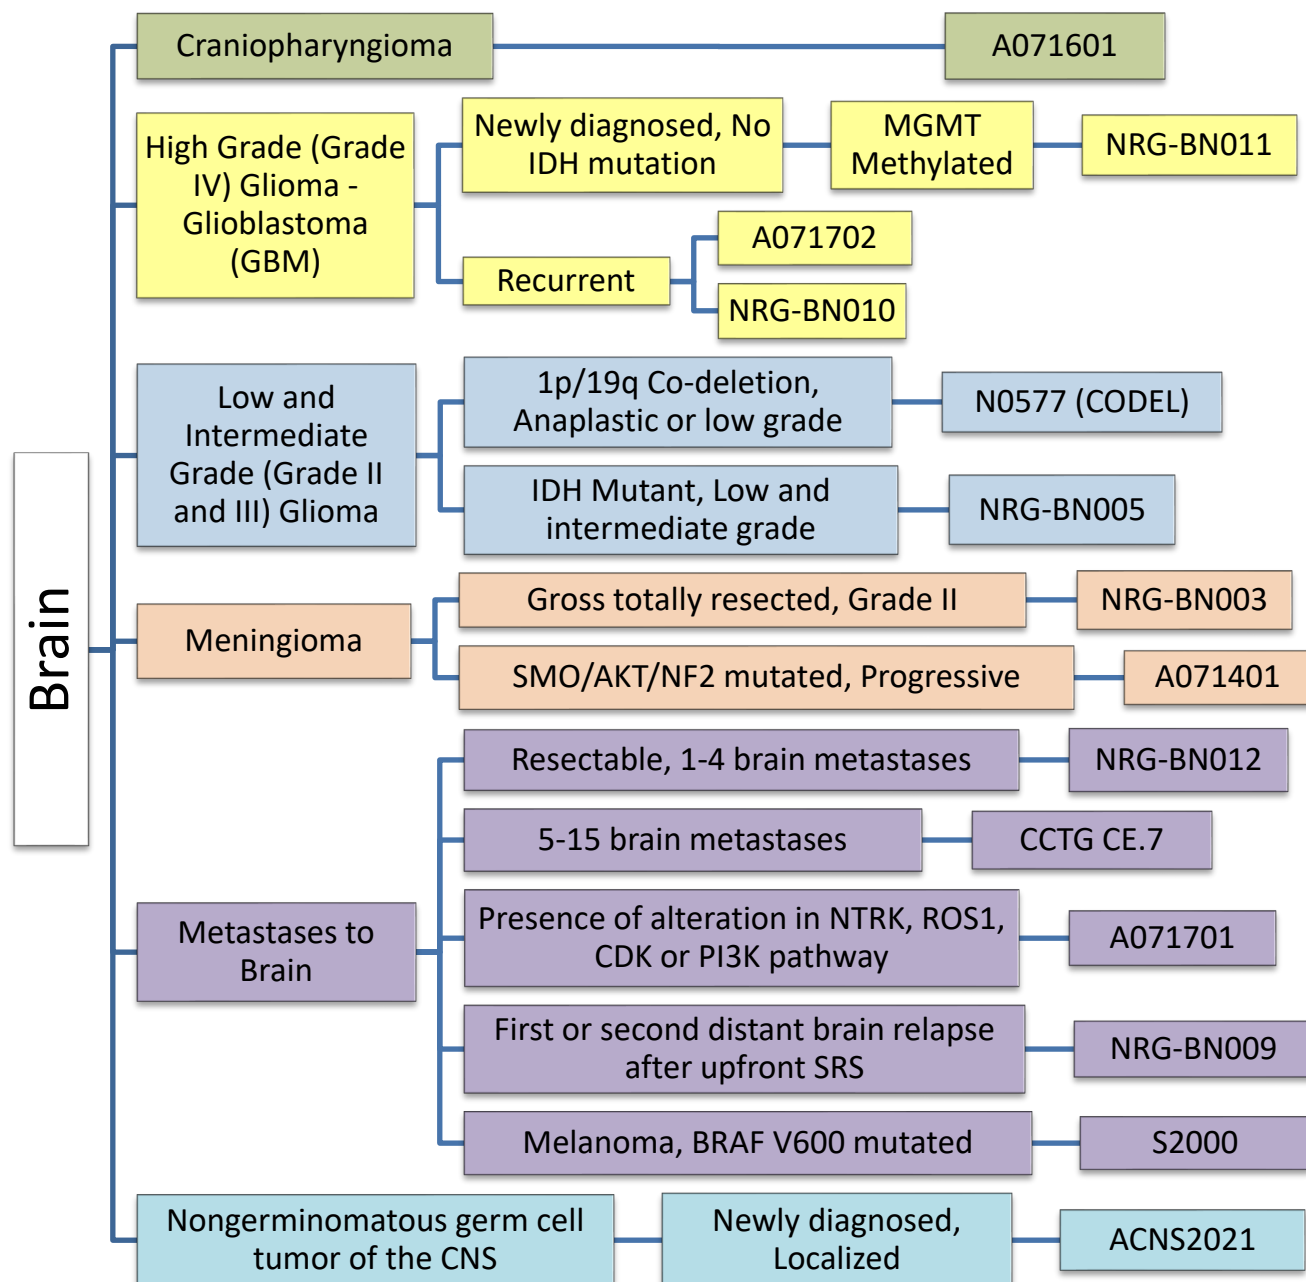 Brain
Craniopharyngioma
A071601
High Grade (Grade
IV) Glioma -
Glioblastoma
(GBM)
Newly diagnosed, No
IDH mutation
MGMT
Methylated
NRG-BN011
Recurrent
A071702
NRG-BN010
Low and
Intermediate
Grade (Grade II
and III) Glioma
1p/19q Co-deletion,
Anaplastic or low grade
N0577 (CODEL)
IDH Mutant, Low and
intermediate grade
NRG-BN005
Meningioma
Gross totally resected, Grade II
NRG-BN003
SMO/AKT/NF2 mutated, Progressive
A071401
Metastases to
Brain
Resectable, 1-4 brain metastases
NRG-BN012
5-15 brain metastases
CCTG CE.7
Presence of alteration in NTRK, ROS1,
CDK or PI3K pathway
A071701
First or second distant brain relapse
after upfront SRS
NRG-BN009
Melanoma, BRAF V600 mutated
S2000
Nongerminomatous germ cell
tumor of the CNS
Newly diagnosed,
Localized
ACNS2021